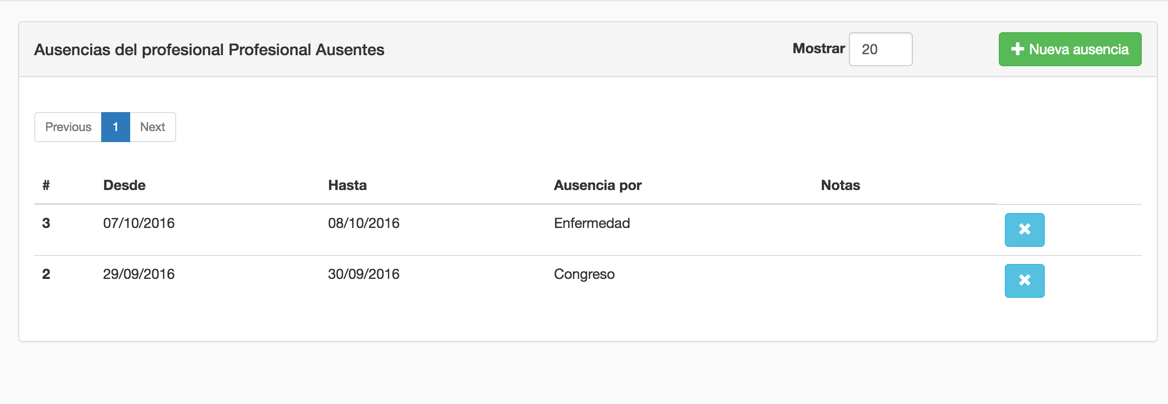 Ausencias del profesional Profesional Ausentes Mostrar 20 Nueva ausencia
Previous 1 Next
# Desde Hasta Ausencia por Notas
3 07/10/2016 08/10/2016 Enfermedad
2 29/09/2016 30/09/2016 Congreso